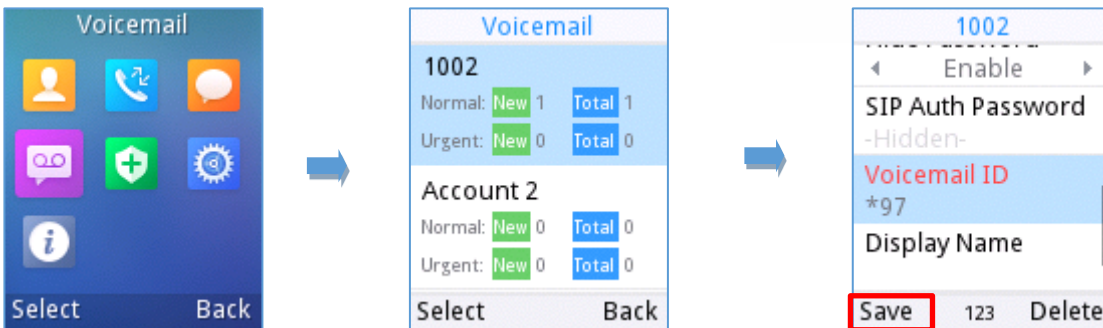 Voicemail
Select Back
Voicemail
1002
Normal: New 1 Total 1
Urgent: New 0 Total 0
Account 2
Normal: New 0 Total 0
Urgent: New 0 Total 0
Select Back
1002
Enable
SIP Auth Password
-Hidden-
Voicemail ID
*97
Display Name
Save 123 Delete